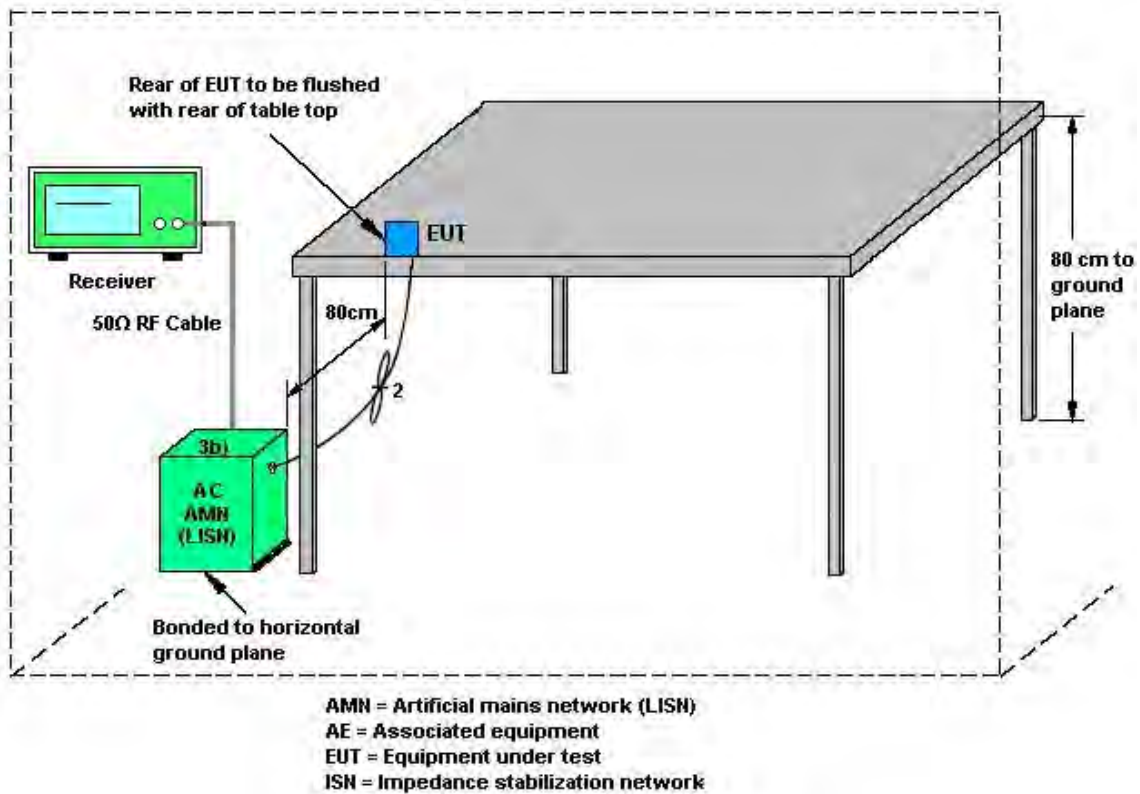 Rear of EUT to be flushed
with rear of table top
EUT
Receiver
50Ω RF Cable
80cm
2
80 cm to
ground
plane
3b)
AC
AMN
(LISN)
Bonded to horizontal
ground plane
AMN = Artificial mains network (LISN)
AE = Associated equipment
EUT = Equipment under test
ISN = Impedance stabilization network